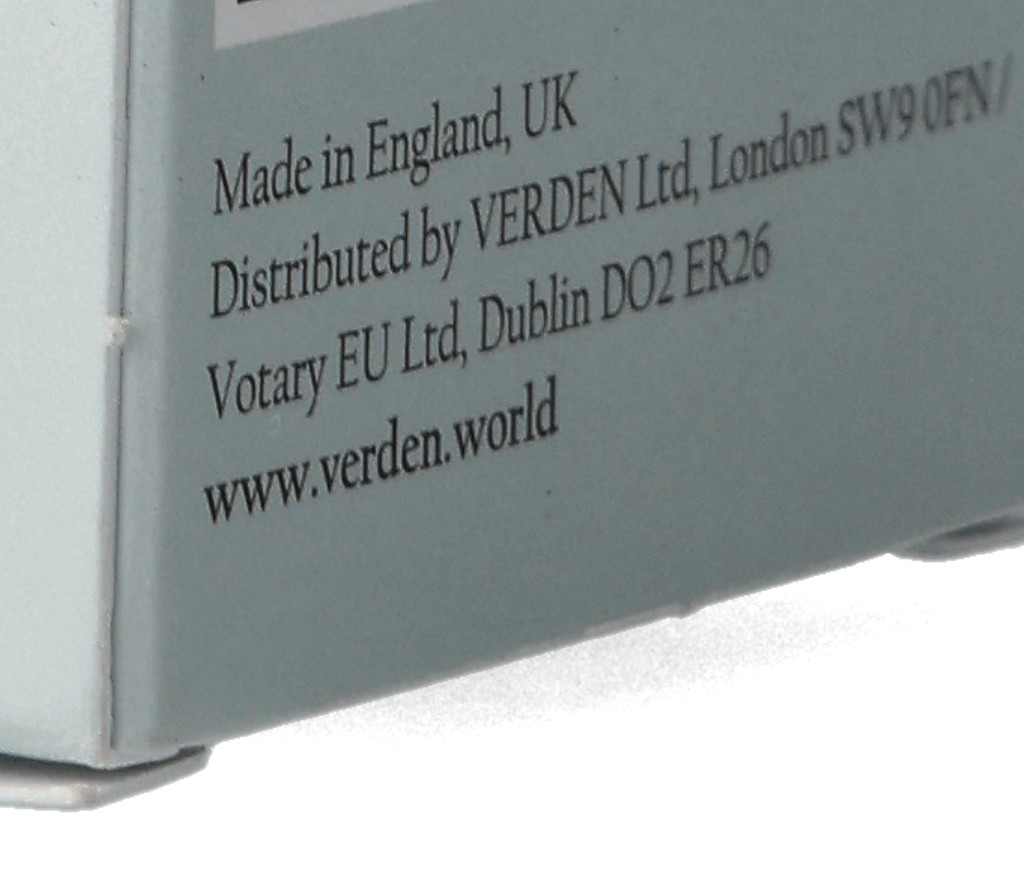 Made in England, UK
Distributed by VERDEN Ltd, London SW9 0FN /
Votary EU Ltd, Dublin DO2 ER26
www.verden.world